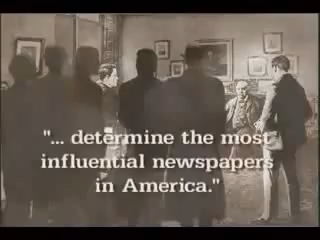 "... determine the most
influential newspapers
in America."